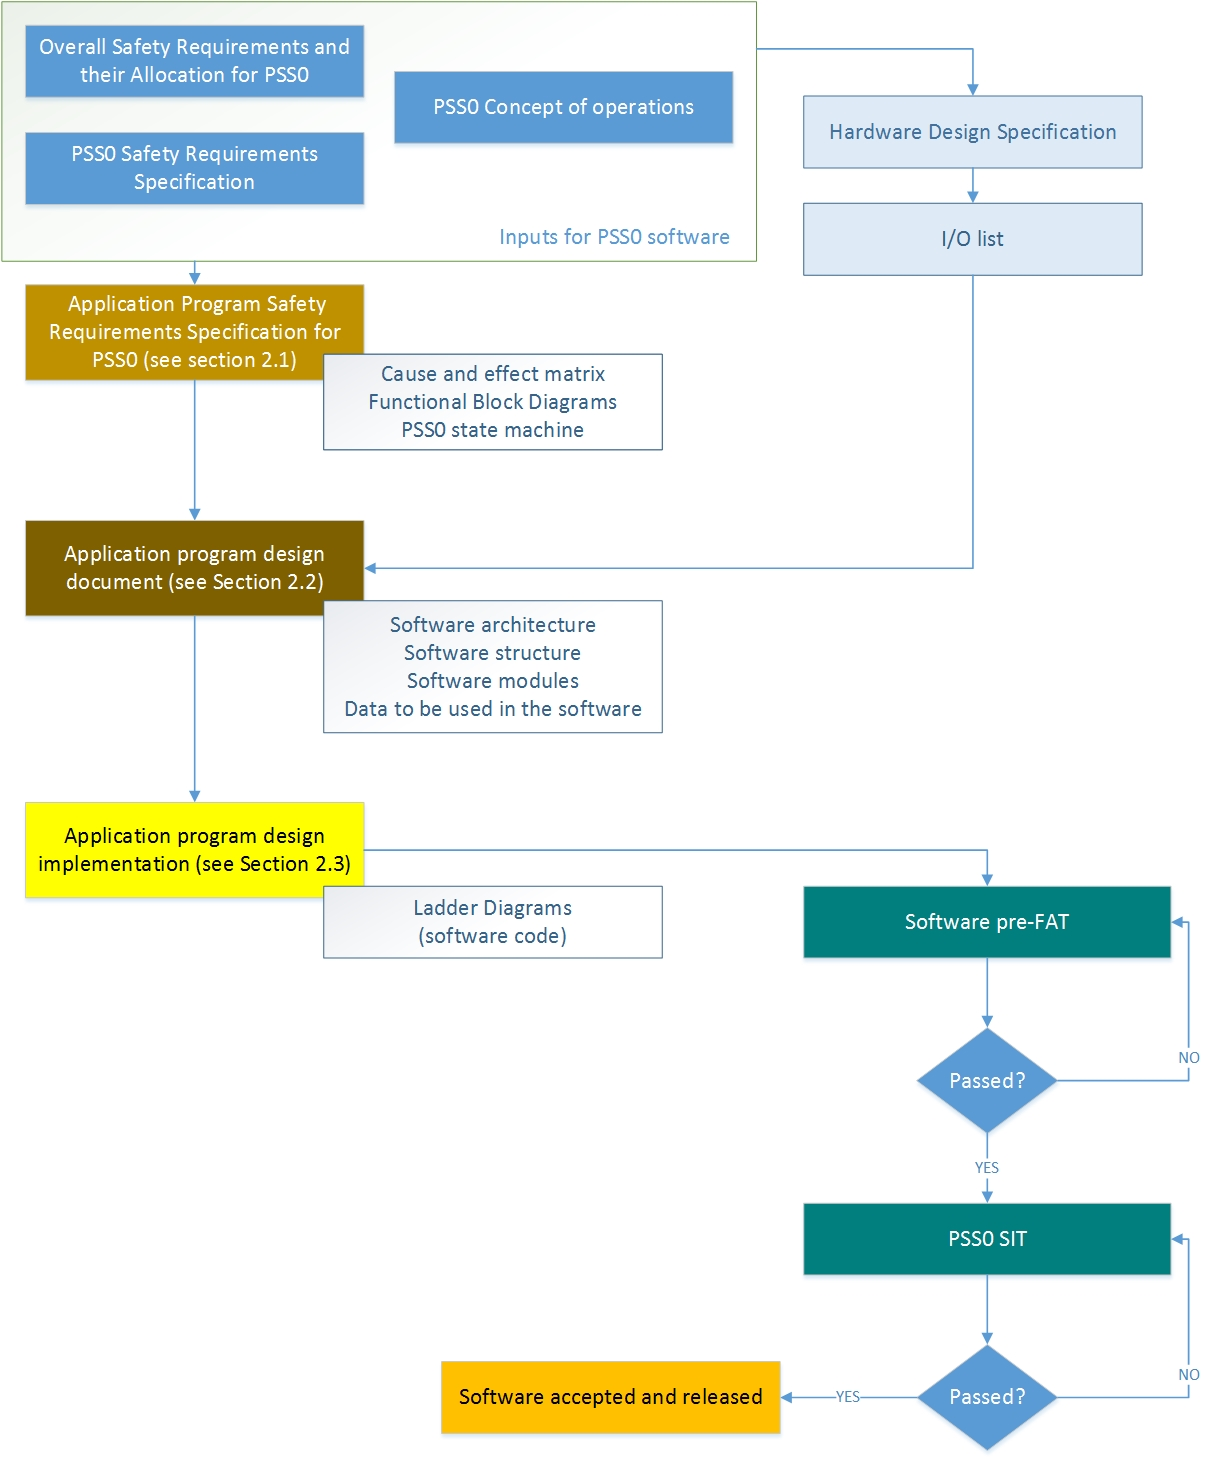 Overall Safety Requirements and
their Allocation for PSS0
PSS0 Concept of operations
PSS0 Safety Requirements
Specification
Inputs for PSS0 software
Hardware Design Specification
I/O list
Application Program Safety
Requirements Specification for
PSS0 (see section 2.1)
Cause and effect matrix
Functional Block Diagrams
PSS0 state machine
Application program design
document (see Section 2.2)
Software architecture
Software structure
Software modules
Data to be used in the software
Application program design
implementation (see Section 2.3)
Ladder Diagrams
(software code)
Software pre-FAT
Passed?
NO
YES
PSS0 SIT
Passed?
NO
YES
Software accepted and released